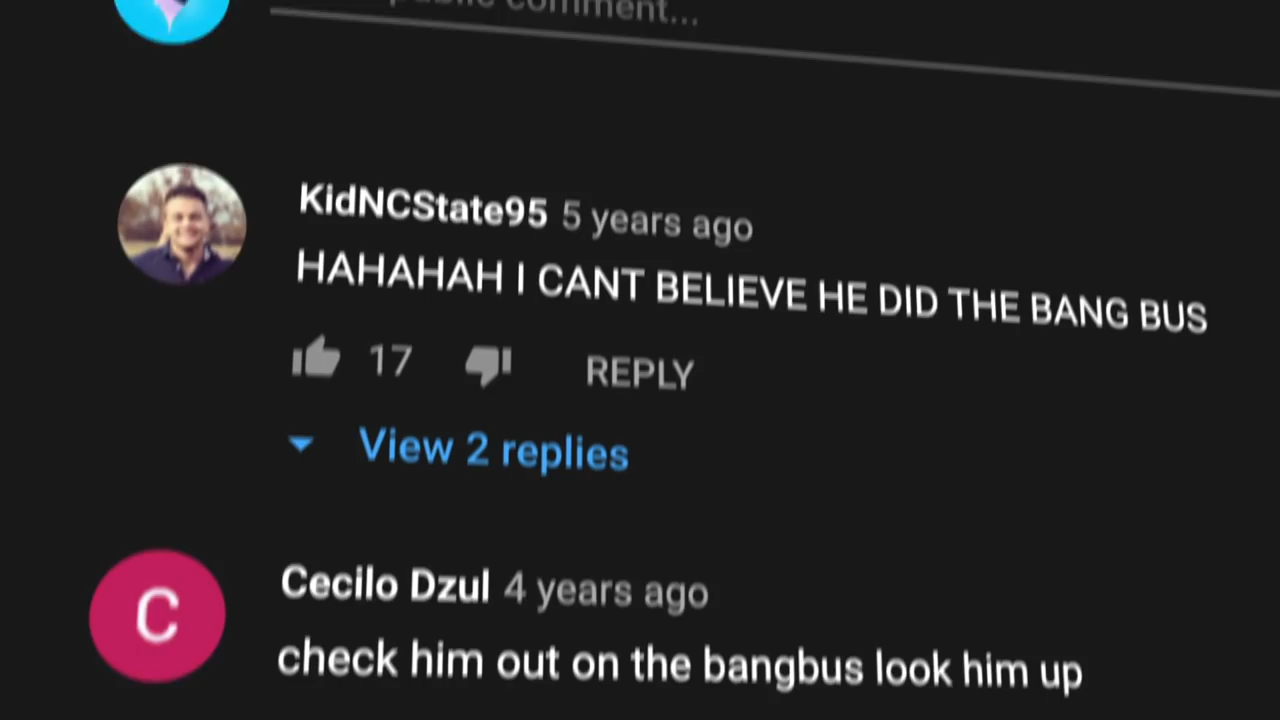 public comment...
KidNCState95 5 years ago
HAHAHAH I CANT BELIEVE HE DID THE BANG BUS
17 REPLY
View 2 replies
C
Cecilo Dzul 4 years ago
check him out on the bangbus look him up